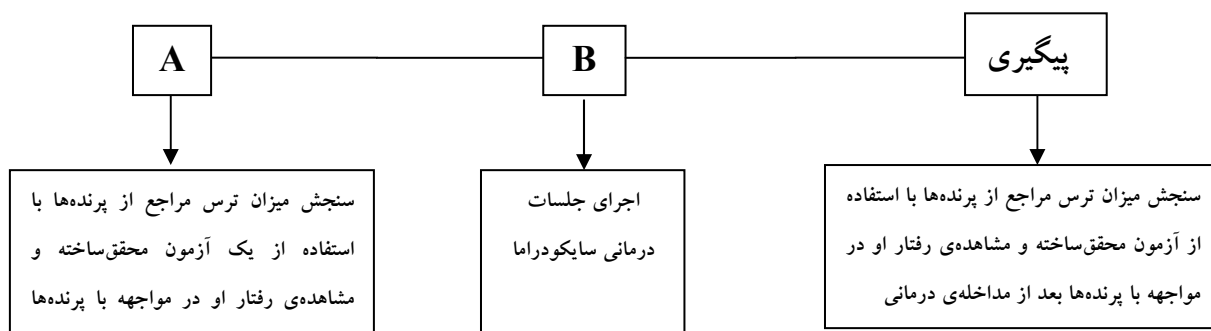 A
B
پیگیری
سنجش میزان ترس مراجع از پرنده‌ها با
استفاده از یک آزمون محقق‌ساخته و
مشاهده‌ی رفتار او در مواجهه با پرنده‌ها
اجرای جلسات
درمانی سایکودراما
سنجش میزان ترس مراجع از پرنده‌ها با استفاده
از آزمون محقق‌ساخته و مشاهده‌ی رفتار او در
مواجهه با پرنده‌ها بعد از مداخله‌ی درمانی